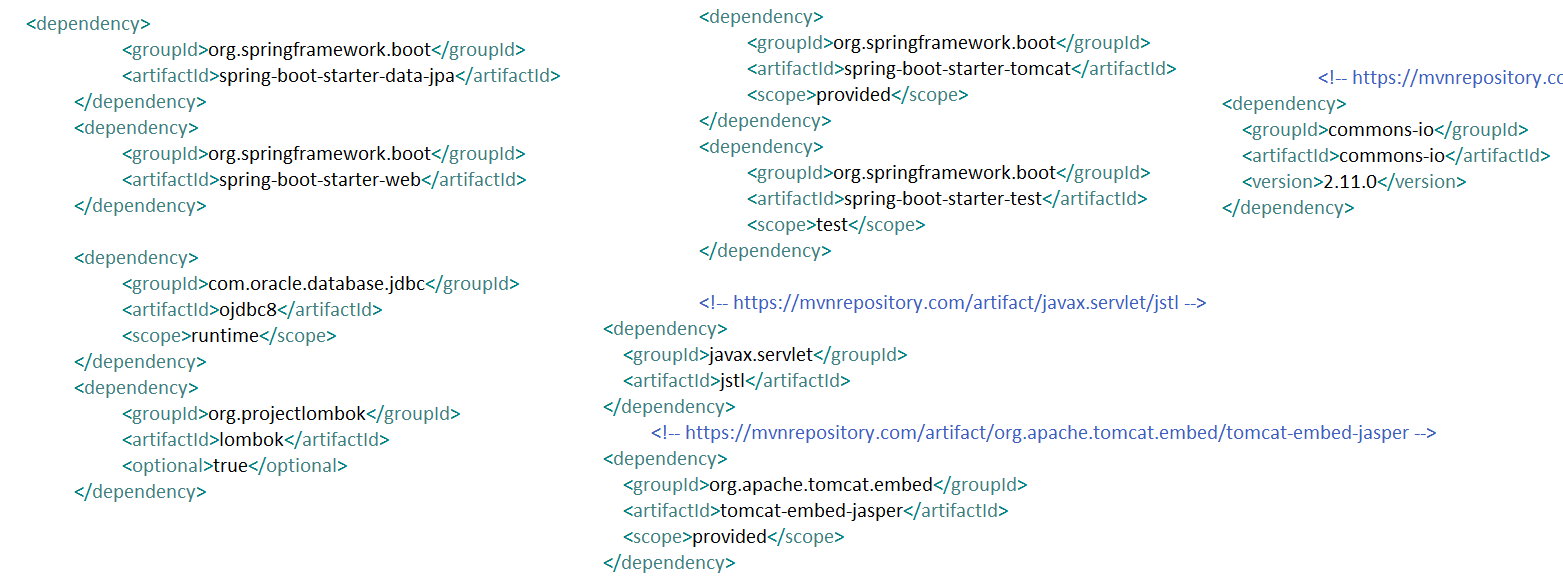 <dependency>
<groupId>org.springframework.boot</groupId>
<artifactId>spring-boot-starter-data-jpa</artifactId>
</dependency>
<dependency>
<groupId>org.springframework.boot</groupId>
<artifactId>spring-boot-starter-web</artifactId>
</dependency>
<dependency>
<groupId>com.oracle.database.jdbc</groupId>
<artifactId>ojdbc8</artifactId>
<scope>runtime</scope>
</dependency>
<dependency>
<groupId>org.projectlombok</groupId>
<artifactId>lombok</artifactId>
<optional>true</optional>
</dependency>
<dependency>
<groupId>org.springframework.boot</groupId>
<artifactId>spring-boot-starter-tomcat</artifactId>
<scope>provided</scope>
</dependency>
<dependency>
<groupId>org.springframework.boot</groupId>
<artifactId>spring-boot-starter-test</artifactId>
<scope>test</scope>
</dependency>
<!-- https://mvnrepository.com/artifact/javax.servlet/jstl -->
<dependency>
<groupId>javax.servlet</groupId>
<artifactId>jstl</artifactId>
</dependency>
<!-- https://mvnrepository.com/artifact/org.apache.tomcat.embed/tomcat-embed-jasper -->
<dependency>
<groupId>org.apache.tomcat.embed</groupId>
<artifactId>tomcat-embed-jasper</artifactId>
<scope>provided</scope>
</dependency>
<!-- https://mvnrepository.cc
<dependency>
<groupId>commons-io</groupId>
<artifactId>commons-io</artifactId>
<version>2.11.0</version>
</dependency>